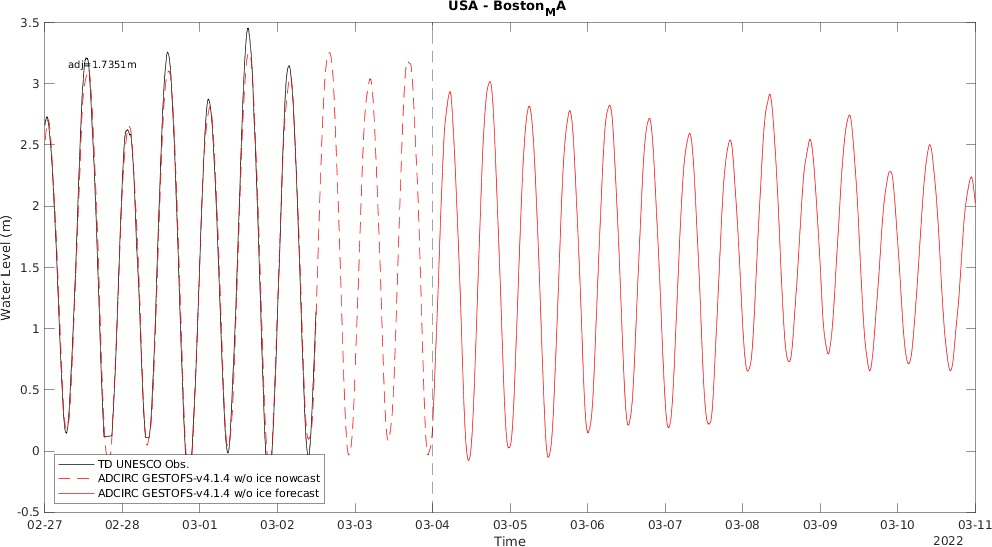 USA - Boston_MA
3.5
adj=1.7351m
3
2.5
2
1.5
1
0.5
0
-0.5
Water Level (m)
TD UNESCO Obs.
ADCIRC GESTOFS-v4.1.4 w/o ice nowcast
ADCIRC GESTOFS-v4.1.4 w/o ice forecast
02-27 02-28 03-01 03-02 03-03 03-04 03-05 03-06 03-07 03-08 03-09 03-10 03-11
Time
2022